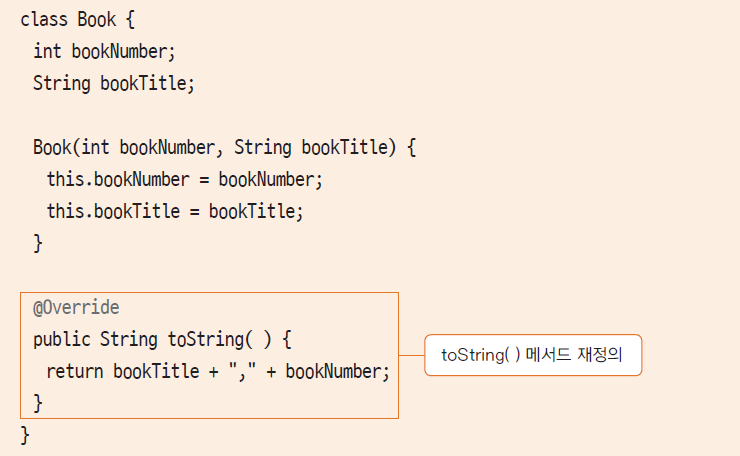 class Book {
int bookNumber;
String bookTitle;
Book(int bookNumber, String bookTitle) {
this.bookNumber = bookNumber;
this.bookTitle = bookTitle;
}
@Override
public String toString( ) {
return bookTitle + "," + bookNumber;
}
}
toString( ) 메서드 재정의